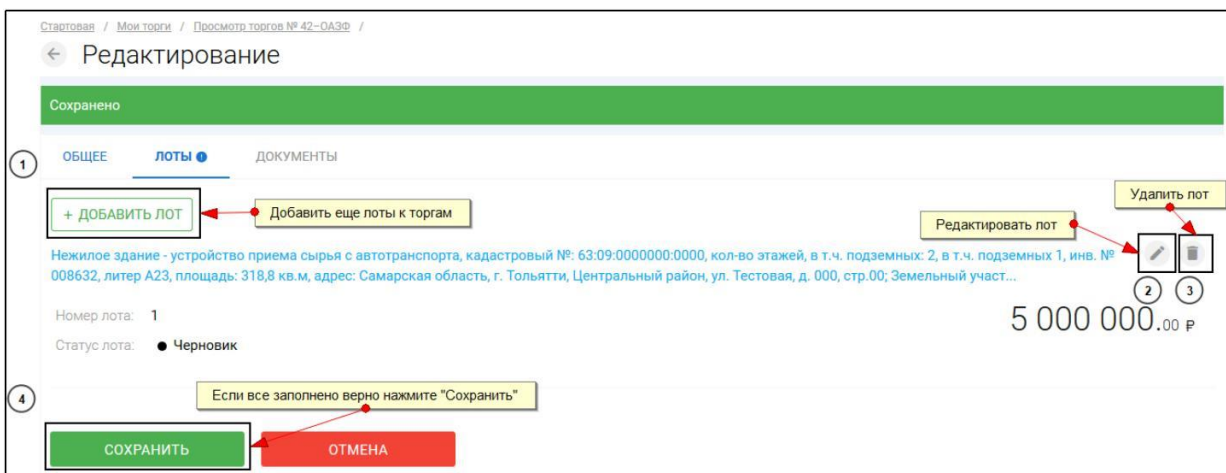 Стартовая / Мои торги / Просмотр торгов № 42-ОАЗФ /
← Редактирование
Сохранено
1
ОБЩЕЕ ЛОТЫ ДОКУМЕНТЫ
+ ДОБАВИТЬ ЛОТ
Добавить еще лоты к торгам
Удалить лот
Редактировать лот
Нежилое здание - устройство приема сырья с автотранспорта, кадастровый №: 63:09:0000000:0000, кол-во этажей, в т.ч. подземных: 2, в т.ч. подземных 1, инв. №
008632, литер А23, площадь: 318,8 кв.м, адрес: Самарская область, г. Тольятти, Центральный район, ул. Тестовая, д. 000, стр.00; Земельный участ...
2 3
Номер лота: 1
5 000 000.00 ₽
Статус лота: ● Черновик
4
Если все заполнено верно нажмите "Сохранить"
СОХРАНИТЬ ОТМЕНА